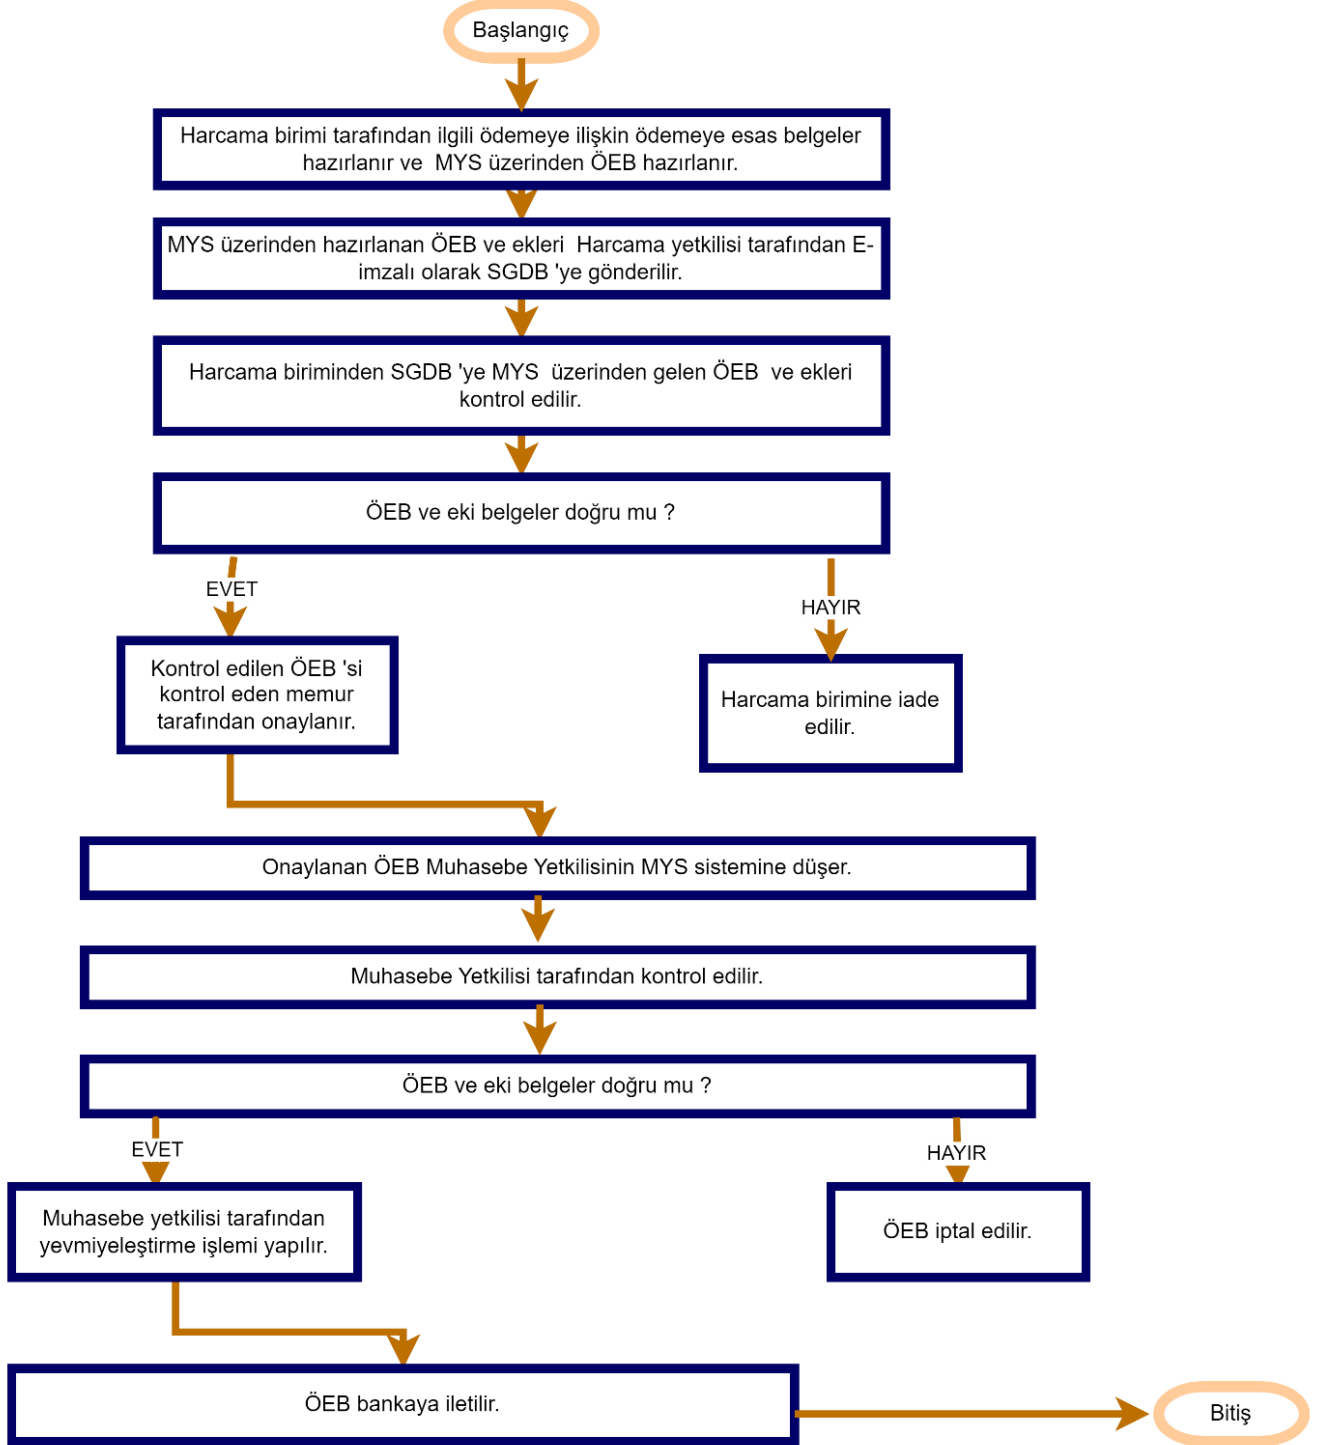 Başlangıç
Harcama birimi tarafından ilgili ödemeye ilişkin ödemeye esas belgeler
hazırlanır ve  MYS üzerinden ÖEB hazırlanır.
MYS üzerinden hazırlanan ÖEB ve ekleri  Harcama yetkilisi tarafından E-
imzalı olarak SGDB 'ye gönderilir.
Harcama biriminden SGDB 'ye MYS  üzerinden gelen ÖEB  ve ekleri
kontrol edilir.
ÖEB ve eki belgeler doğru mu ?
EVET
HAYIR
Kontrol edilen ÖEB 'si
kontrol eden memur
tarafından onaylanır.
Harcama birimine iade
edilir.
Onaylanan ÖEB Muhasebe Yetkilisinin MYS sistemine düşer.
Muhasebe Yetkilisi tarafından kontrol edilir.
ÖEB ve eki belgeler doğru mu ?
EVET
HAYIR
Muhasebe yetkilisi tarafından
yevmiyeleştirme işlemi yapılır.
ÖEB iptal edilir.
ÖEB bankaya iletilir.
Bitiş